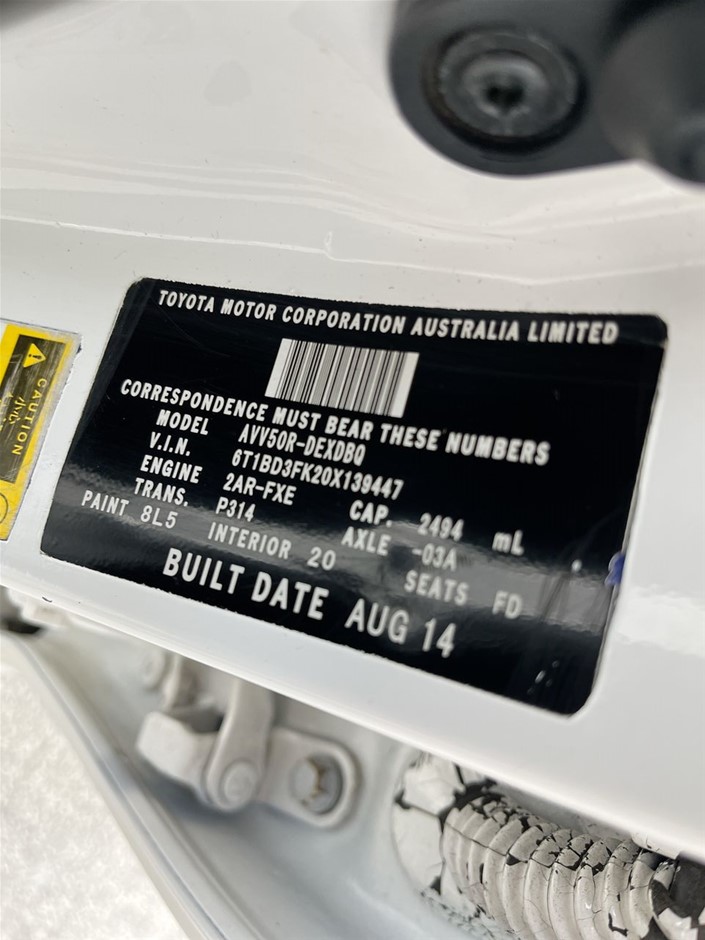 TOYOTA MOTOR CORPORATION AUSTRALIA LIMITED
CORRESPONDENCE MUST BEAR THESE NUMBERS
MODEL AVV50R-DEXDBQ
V.I.N. 6T1BD3FK20X139447
ENGINE 2AR-FXE CAP. 2494 mL
TRANS. P314 AXLE -03A
PAINT 8L5 INTERIOR 20 SEATS FD
BUILT DATE AUG 14
CAUTION